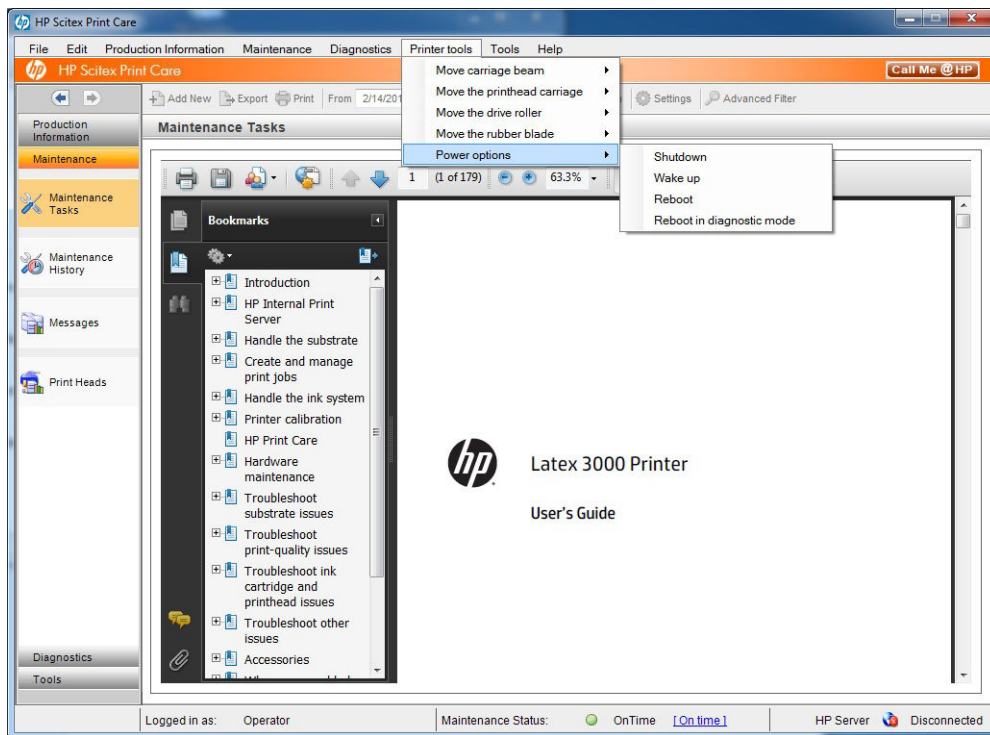 HP Scitex Print Care
File Edit Production Information Maintenance Diagnostics Printer tools Tools Help
hp HP Scitex Print Care
Call Me @ HP
Add New Export Print From 2/14/201
Settings Advanced Filter
Move carriage beam
Move the printhead carriage
Move the drive roller
Move the rubber blade
Power options
Shutdown
Wake up
Reboot
Reboot in diagnostic mode
Production
Information
Maintenance
Maintenance
Tasks
Maintenance
History
Messages
Print Heads
Diagnostics
Tools
Maintenance Tasks
1 (1 of 179) 63.3%
Bookmarks
Introduction
HP Internal Print
Server
Handle the substrate
Create and manage
print jobs
Handle the ink system
Printer calibration
HP Print Care
Hardware
maintenance
Troubleshoot
substrate issues
Troubleshoot
print-quality issues
Troubleshoot ink
cartridge and
printhead issues
Troubleshoot other
issues
Accessories
hp
Latex 3000 Printer
User's Guide
Logged in as: Operator Maintenance Status: OnTime [ On time ] HP Server Disconnected